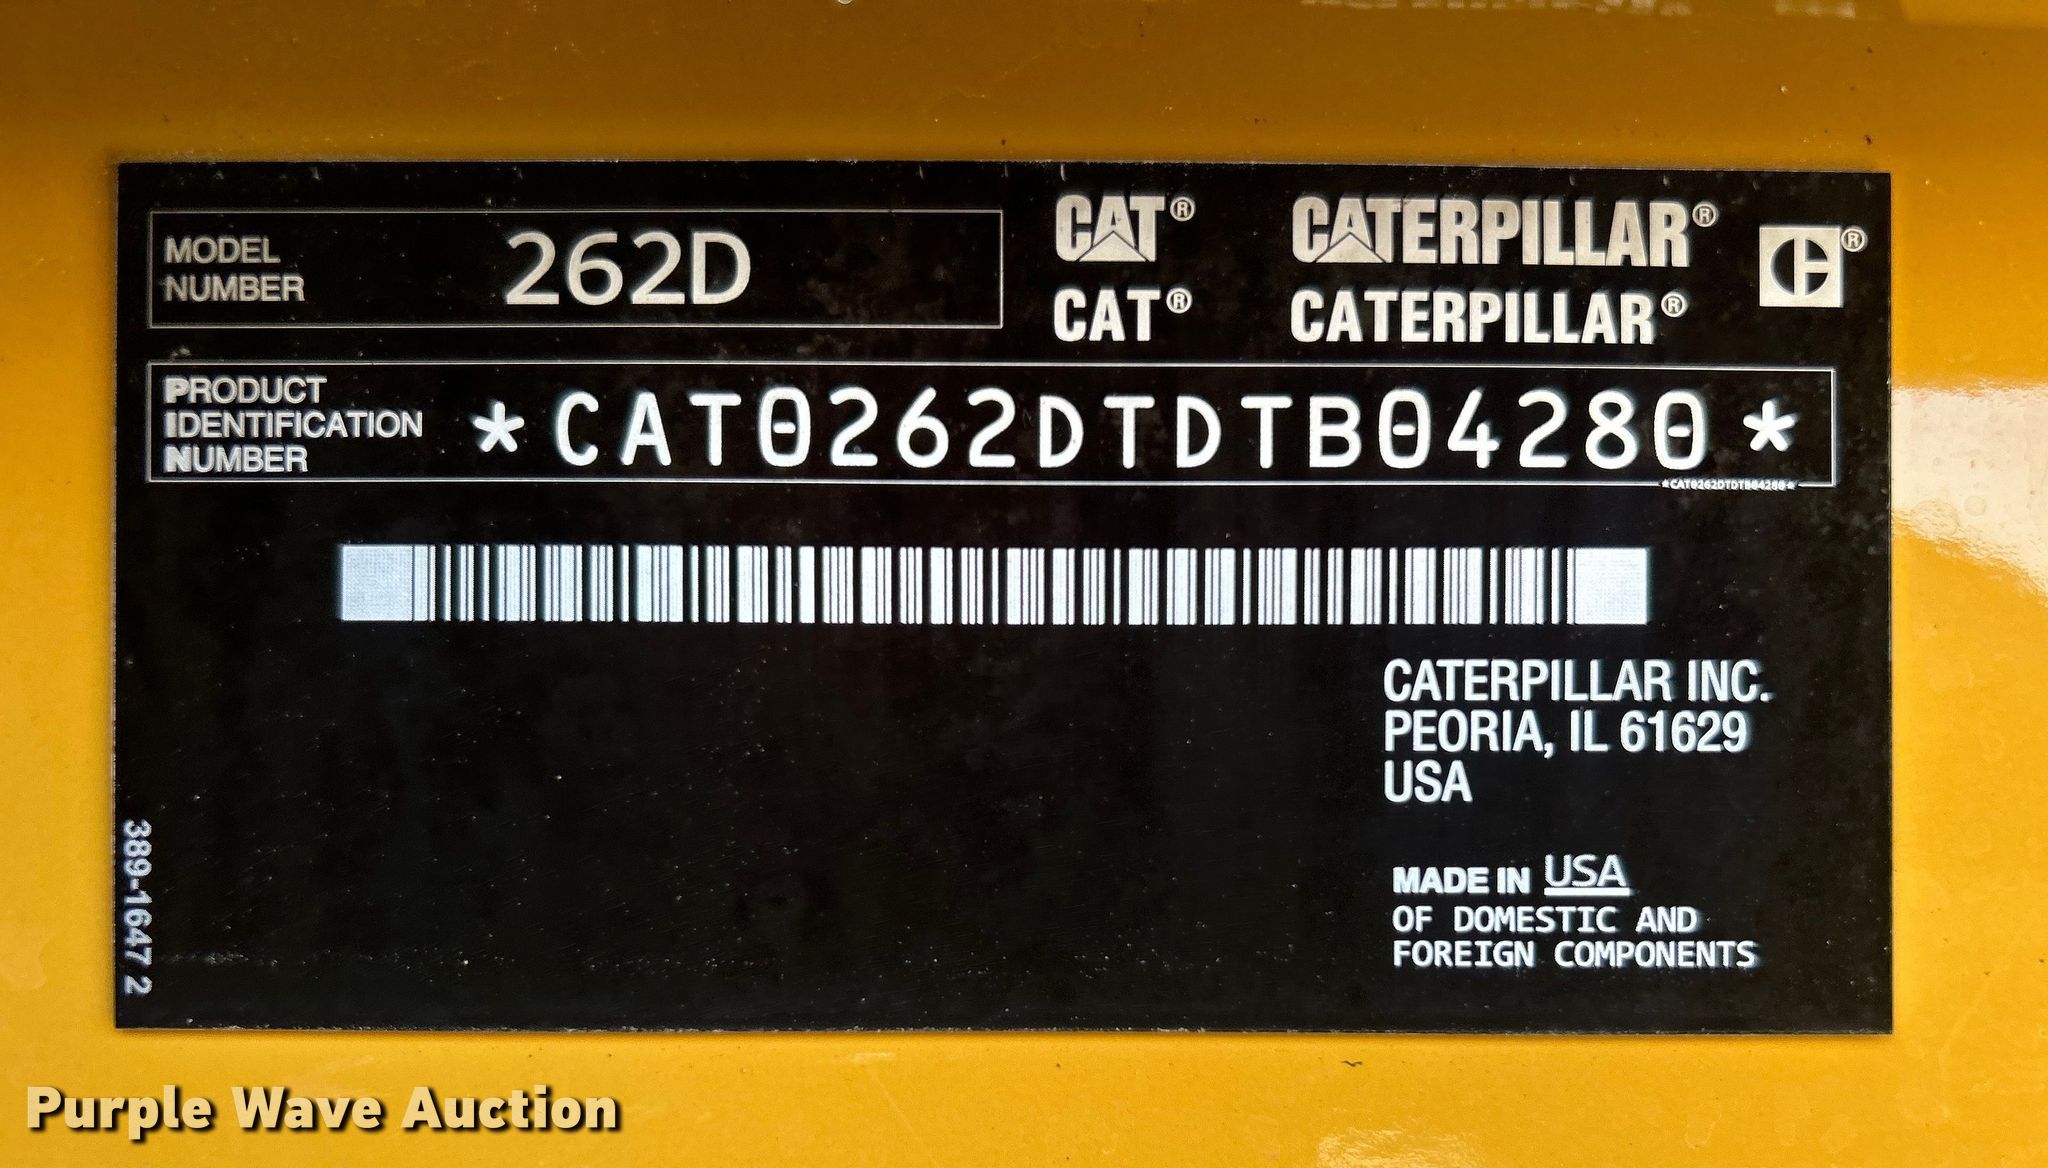 MODEL
NUMBER
262D
CAT® CATERPILLAR®
CAT® CATERPILLAR®
PRODUCT
IDENTIFICATION
NUMBER
*CAT0262DTDTB04280*
*CAT0262DTDTB04280*
CATERPILLAR INC.
PEORIA, IL 61629
USA
MADE IN USA
OF DOMESTIC AND
FOREIGN COMPONENTS
389-1647 2
Purple Wave Auction